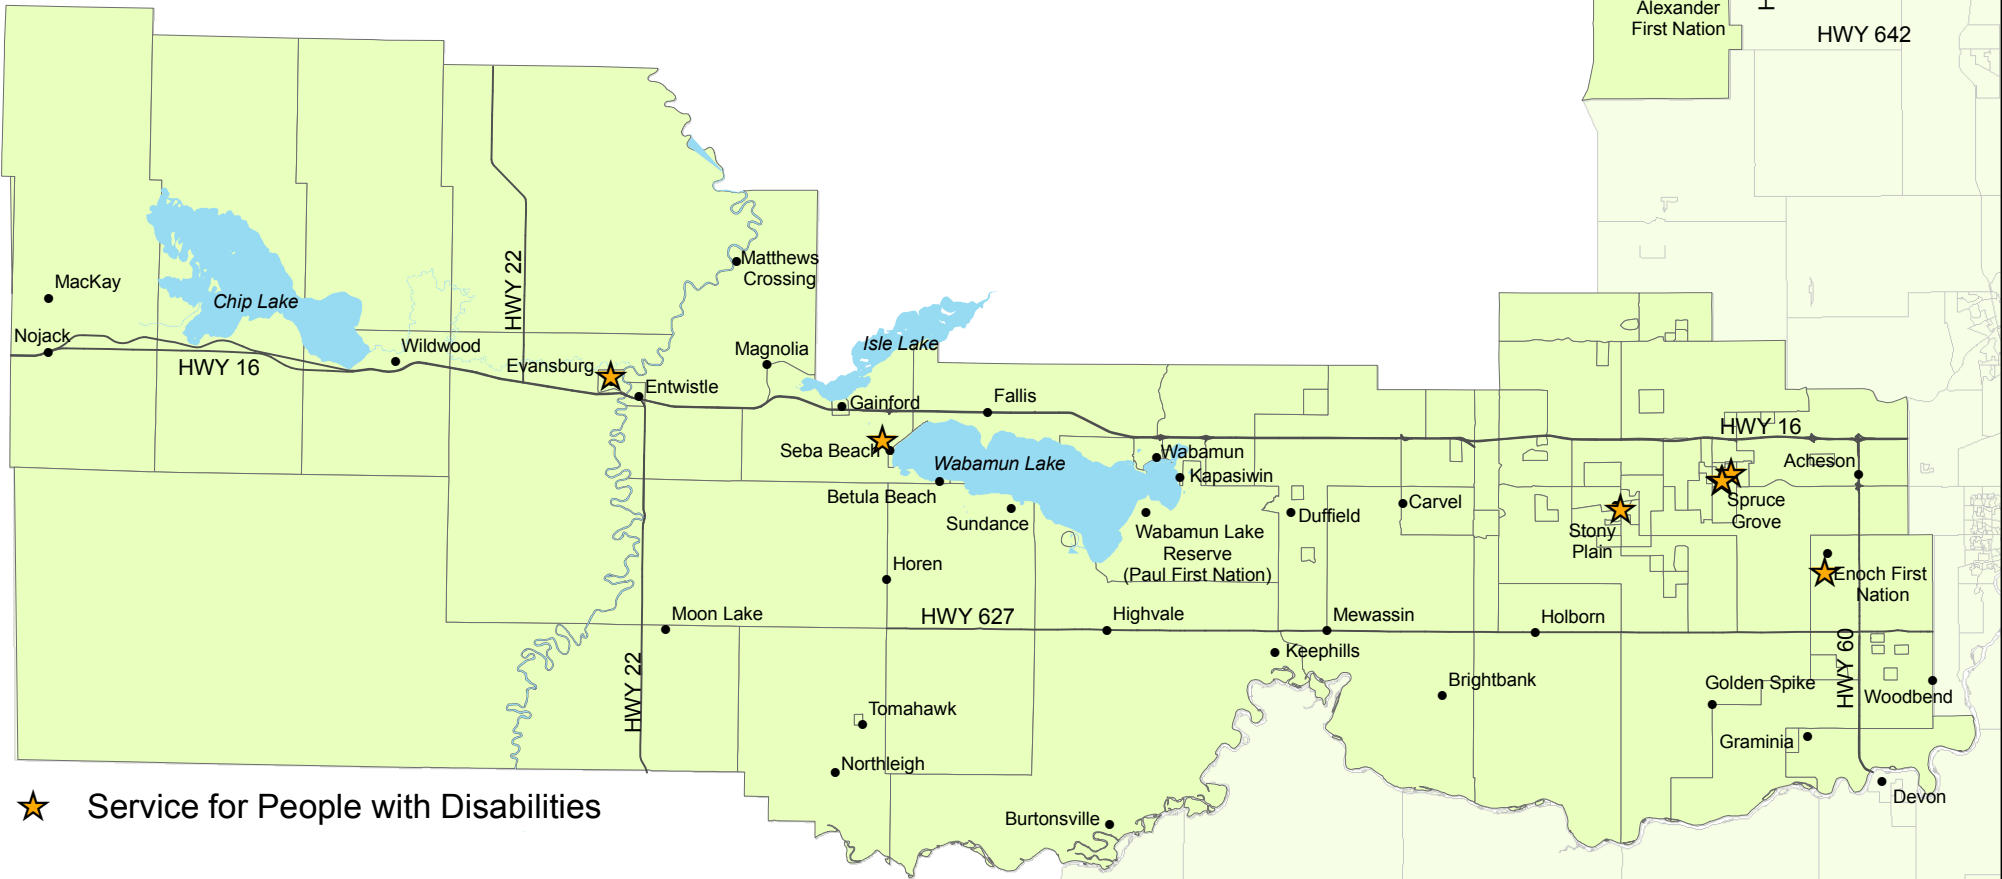 Alexander
First Nation
H
HWY 642
HWY 22
Matthews
Crossing
MacKay
Chip Lake
Nojack
HWY 16
Wildwood
Evansburg
Entwistle
Magnolia
Isle Lake
Gainford
Fallis
HWY 16
Seba Beach
Wabamun Lake
Wabamun
Kapasiwin
Acheson
Betula Beach
Sundance
Wabamun Lake
Reserve
(Paul First Nation)
Duffield
Carvel
Spruce
Grove
Stony
Plain
Horen
Enoch First
Nation
Moon Lake
HWY 627
Highvale
Mewassin
Holborn
Keephills
HWY 22
HWY 60
Brightbank
Golden Spike
Woodbend
Tomahawk
Graminia
Northleigh
Devon
Burtonsville
Service for People with Disabilities